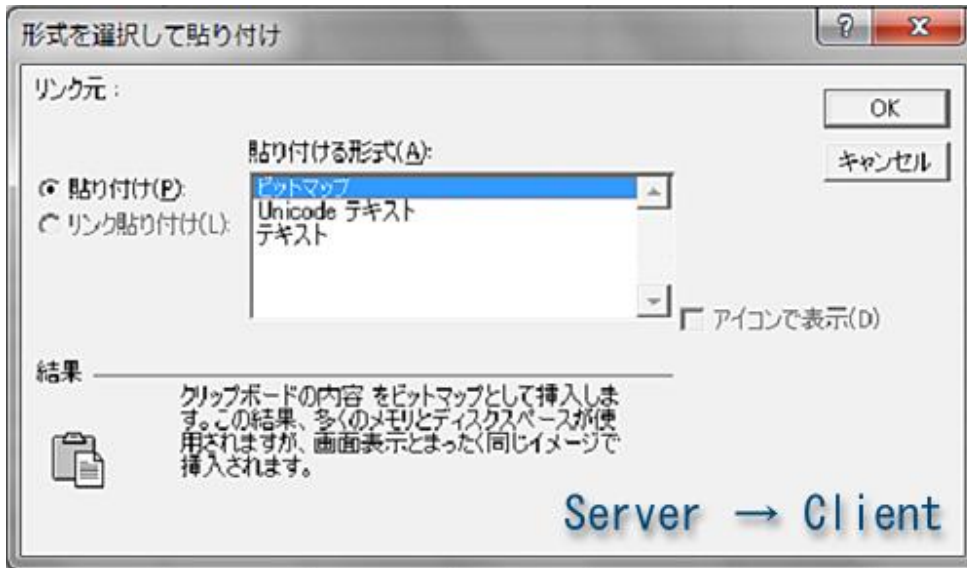 形式を選択して貼り付け
リンク元：
OK
キャンセル
貼り付ける形式(A):
貼り付け(P):
リンク貼り付け(L):
ビットマップ
Unicode テキスト
テキスト
アイコンで表示(D)
結果
クリップボードの内容 をビットマップとして挿入しま
す。この結果、多くのメモリとディスクスペースが使
用されますが、画面表示とまったく同じイメージで
挿入されます。
Server → Client